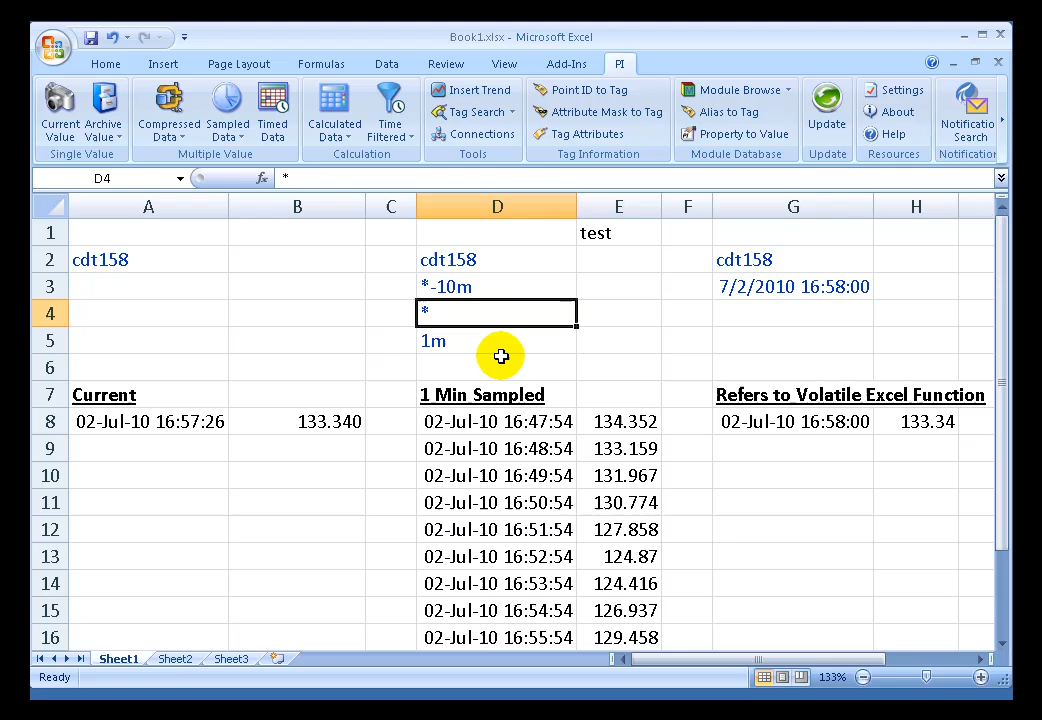 Book1.xlsx - Microsoft Excel
Home Insert Page Layout Formulas Data Review View Add-Ins PI
Current Value Archive Value Compressed Data Sampled Data Timed Data Calculated Data Time Filtered Insert Trend Tag Search Connections Point ID to Tag Attribute Mask to Tag Tag Attributes Module Browse Alias to Tag Property to Value Update Settings About Help Notificatio Search
Single Value Multiple Value Calculation Tools Tag Information Module Database Update Resources Notification
D4 fx *
A B C D E F G H
1 test
2 cdt158 cdt158 cdt158
3 *-10m 7/2/2010 16:58:00
4 *
5 1m
6
7 Current 1 Min Sampled Refers to Volatile Excel Function
8 02-Jul-10 16:57:26 133.340 02-Jul-10 16:47:54 134.352 02-Jul-10 16:58:00 133.34
9 02-Jul-10 16:48:54 133.159
10 02-Jul-10 16:49:54 131.967
11 02-Jul-10 16:50:54 130.774
12 02-Jul-10 16:51:54 127.858
13 02-Jul-10 16:52:54 124.87
14 02-Jul-10 16:53:54 124.416
15 02-Jul-10 16:54:54 126.937
16 02-Jul-10 16:55:54 129.458
Sheet1 Sheet2 Sheet3
Ready 133%